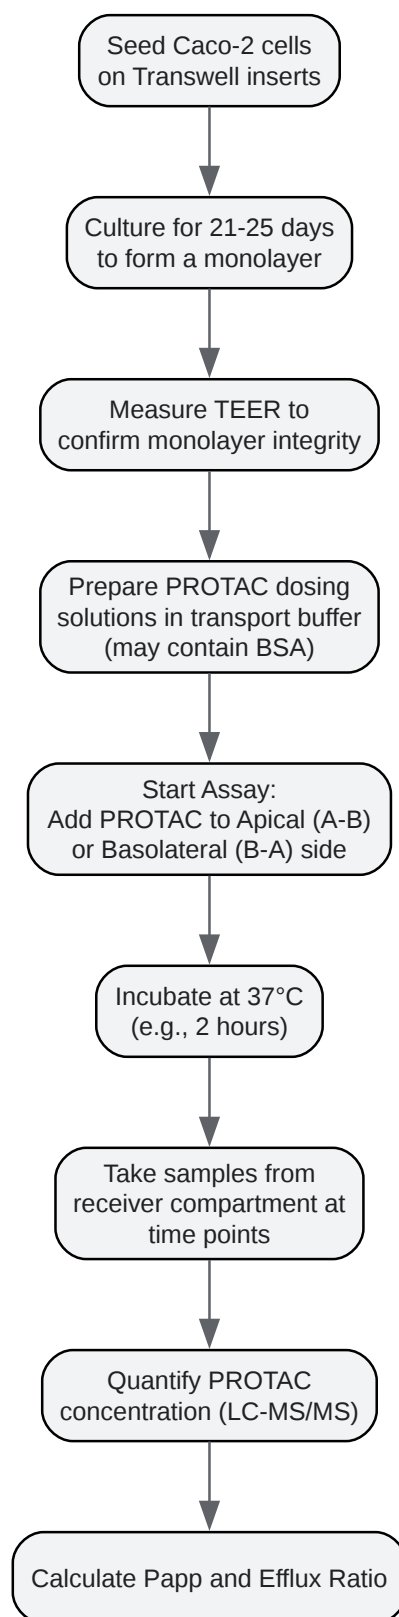 Seed Caco-2 cells
on Transwell inserts
Culture for 21-25 days
to form a monolayer
Measure TEER to
confirm monolayer integrity
Prepare PROTAC dosing
solutions in transport buffer
(may contain BSA)
Start Assay:
Add PROTAC to Apical (A-B)
or Basolateral (B-A) side
Incubate at 37°C
(e.g., 2 hours)
Take samples from
receiver compartment at
time points
Quantify PROTAC
concentration (LC-MS/MS)
Calculate Papp and Efflux Ratio